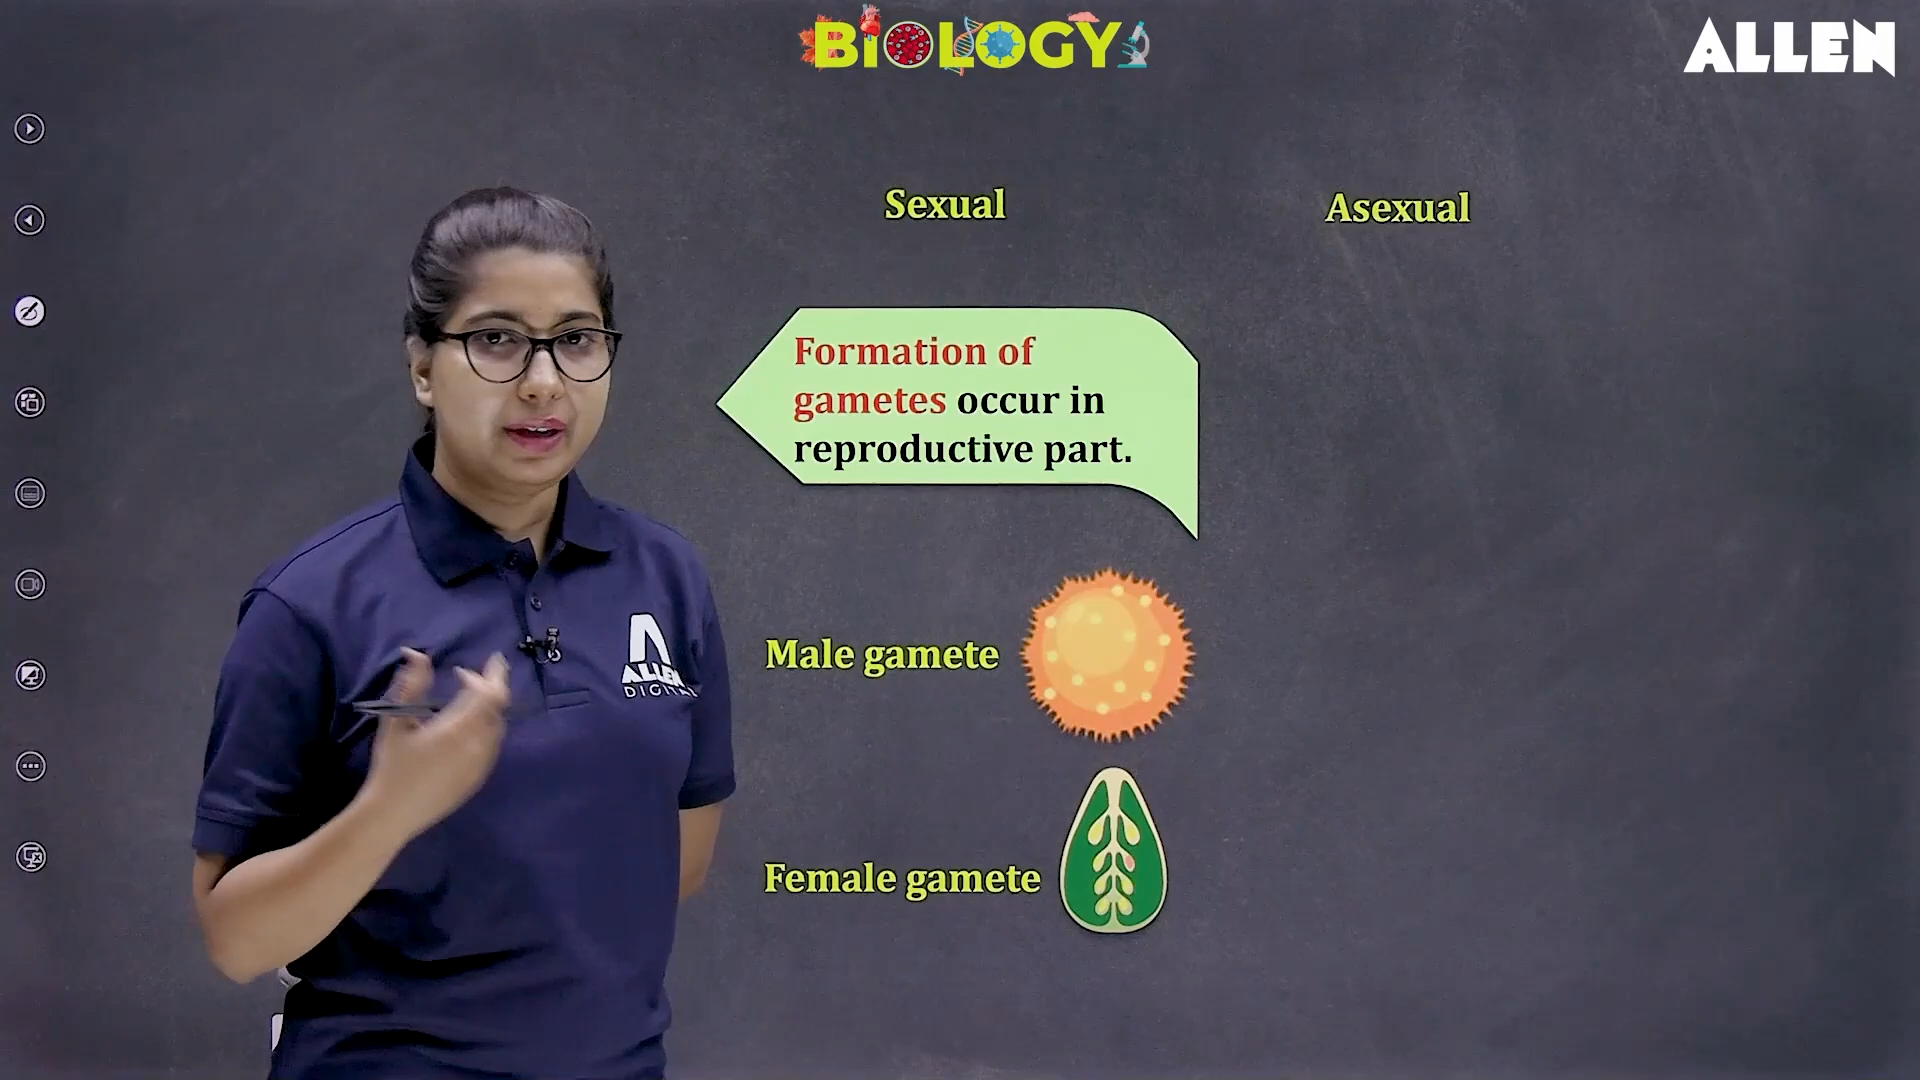 BIOLOGY
ALLEN
Sexual
Asexual
Formation of
gametes occur in
reproductive part.
Male gamete
Female gamete
ALLEN
DIGITAL